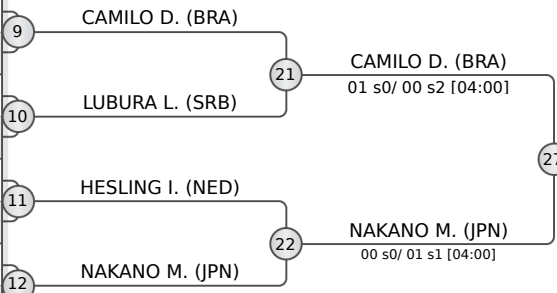 9
CAMILO D. (BRA)
21
CAMILO D. (BRA)
01 s0/ 00 s2 [04:00]
10
LUBURA L. (SRB)
27
11
HESLING I. (NED)
22
NAKANO M. (JPN)
00 s0/ 01 s1 [04:00]
12
NAKANO M. (JPN)